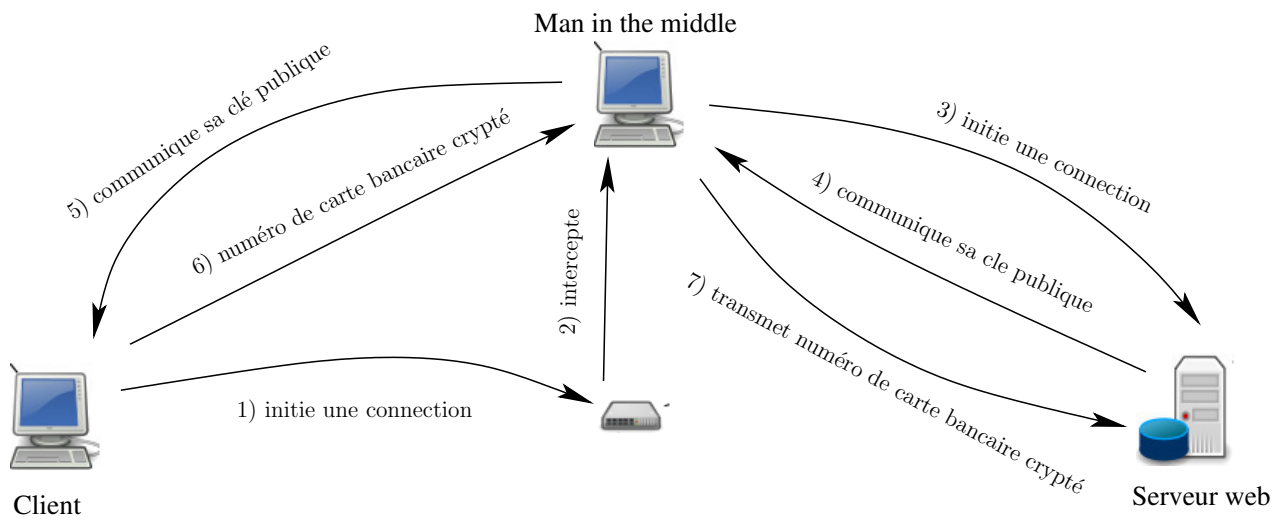 Man in the middle
5) communique sa clé publique
6) numéro de carte bancaire crypté
3) initie une connection
4) communique sa cle publique
2) intercepte
7) transmet numéro de carte bancaire crypté
1) initie une connection
Client
Serveur web